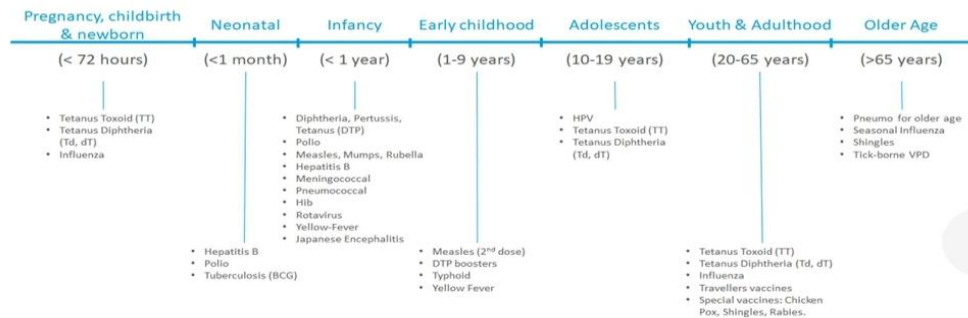 Pregnancy, childbirth
& newborn
Neonatal
Infancy
Early childhood
Adolescents
Youth & Adulthood
Older Age
(< 72 hours)
(<1 month)
(< 1 year)
(1-9 years)
(10-19 years)
(20-65 years)
(>65 years)
• Tetanus Toxoid (TT)
• Tetanus Diphtheria
(Td, dT)
• Influenza
• Hepatitis B
• Polio
• Tuberculosis (BCG)
• Diphtheria, Pertussis,
Tetanus (DTP)
• Polio
• Measles, Mumps, Rubella
• Hepatitis B
• Meningococcal
• Pneumococcal
• Hib
• Rotavirus
• Yellow-Fever
• Japanese Encephalitis
• Measles (2nd dose)
• DTP boosters
• Typhoid
• Yellow Fever
• HPV
• Tetanus Toxoid (TT)
• Tetanus Diphtheria
(Td, dT)
• Tetanus Toxoid (TT)
• Tetanus Diphtheria (Td, dT)
• Influenza
• Travellers vaccines
• Special vaccines: Chicken
Pox, Shingles, Rabies.
• Pneumo for older age
• Seasonal Influenza
• Shingles
• Tick-borne VPD